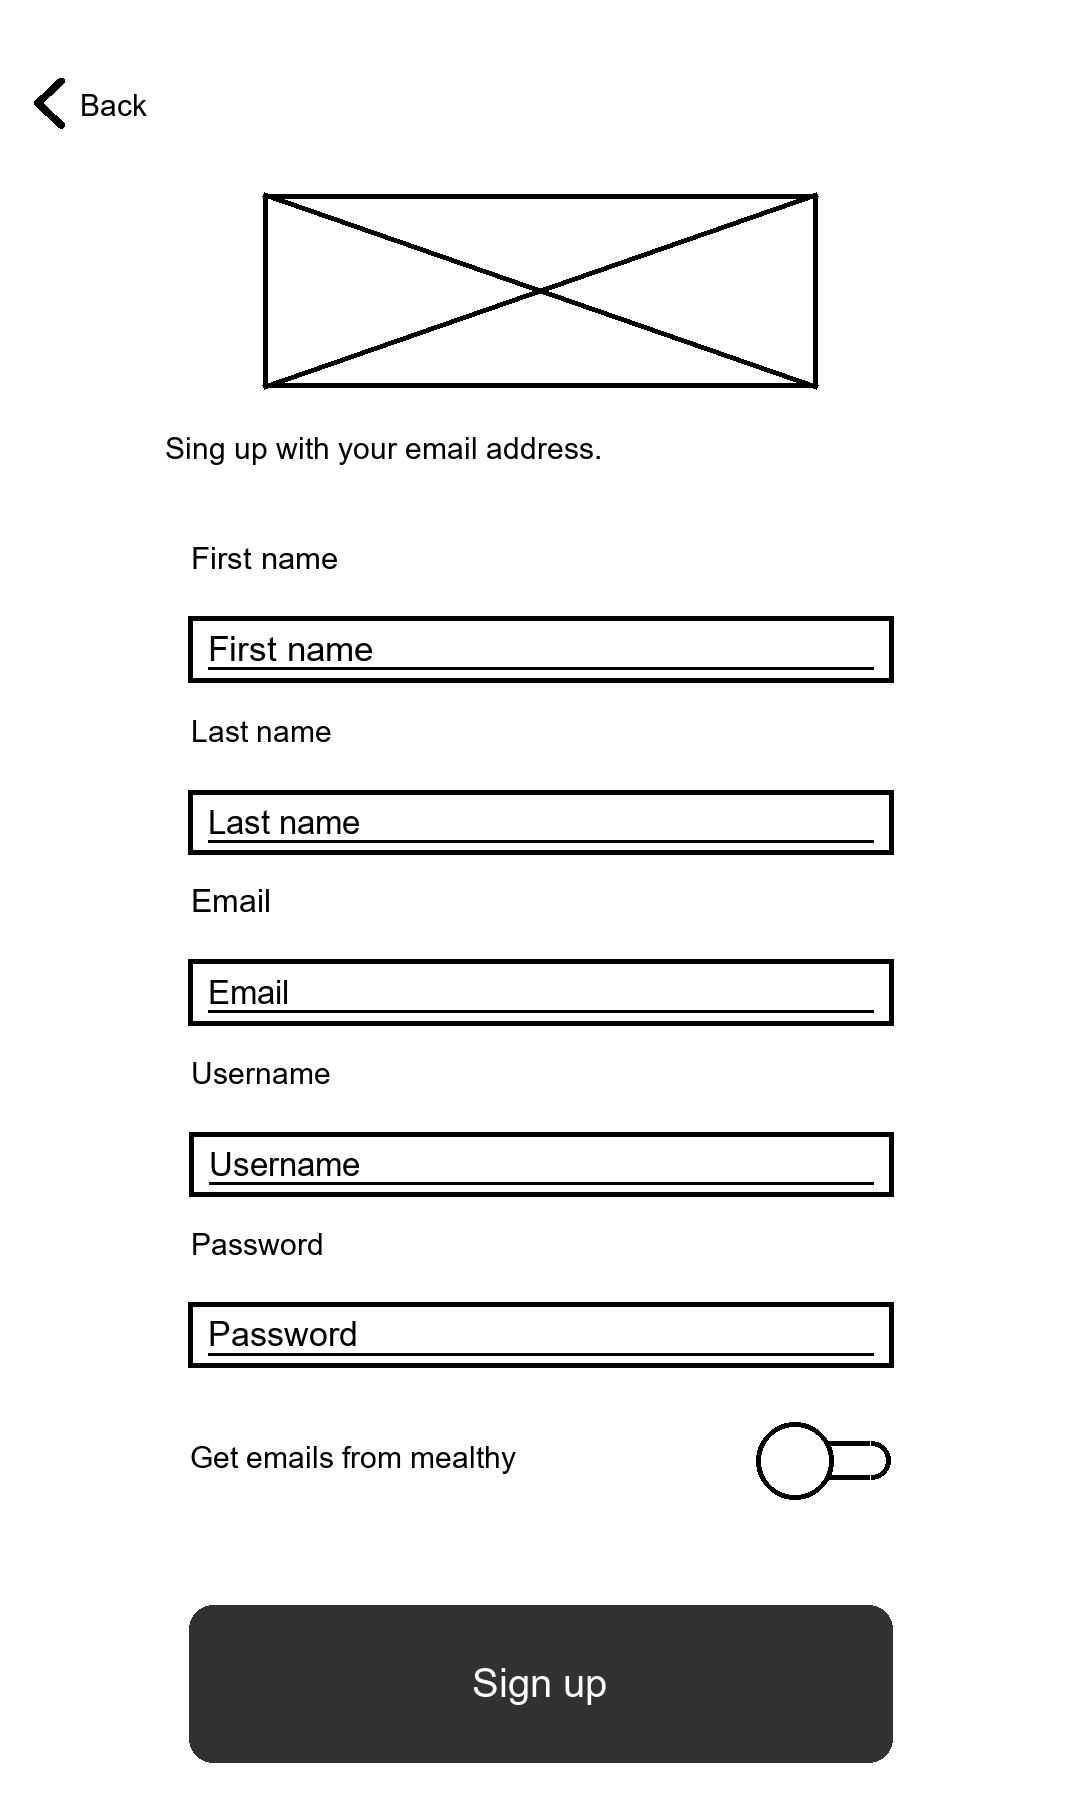 Back
Sing up with your email address.
First name
First name
Last name
Last name
Email
Email
Username
Username
Password
Password
Get emails from mealthy
Sign up